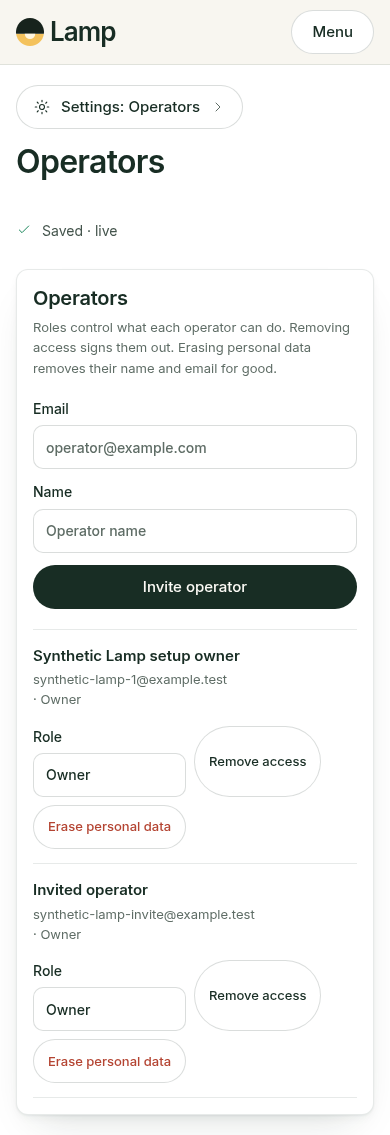 Lamp
Menu
Settings: Operators
Operators
Saved · live
Operators
Roles control what each operator can do. Removing
access signs them out. Erasing personal data
removes their name and email for good.
Email
operator@example.com
Name
Operator name
Invite operator
Synthetic Lamp setup owner
synthetic-lamp-1@example.test
· Owner
Role
Owner
Remove access
Erase personal data
Invited operator
synthetic-lamp-invite@example.test
· Owner
Role
Owner
Remove access
Erase personal data